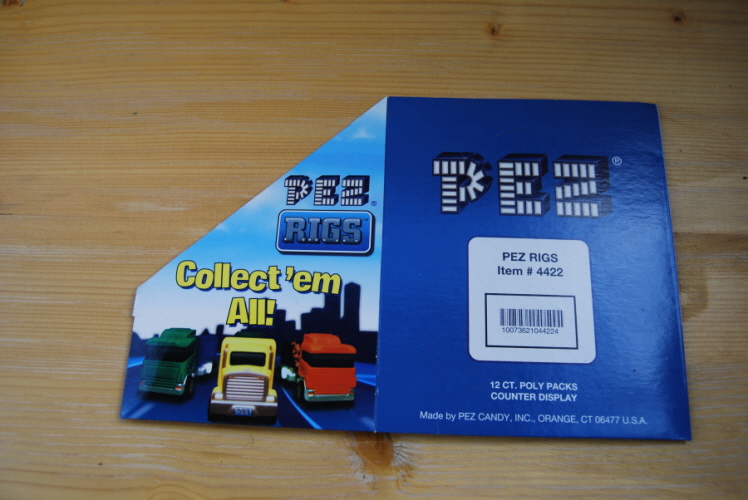 PEZ®
RIGS™
Collect 'em
All!
PEZ®
PEZ RIGS
Item # 4422
10073621044224
12 CT. POLY PACKS
COUNTER DISPLAY
Made by PEZ CANDY, INC., ORANGE, CT 06477 U.S.A.